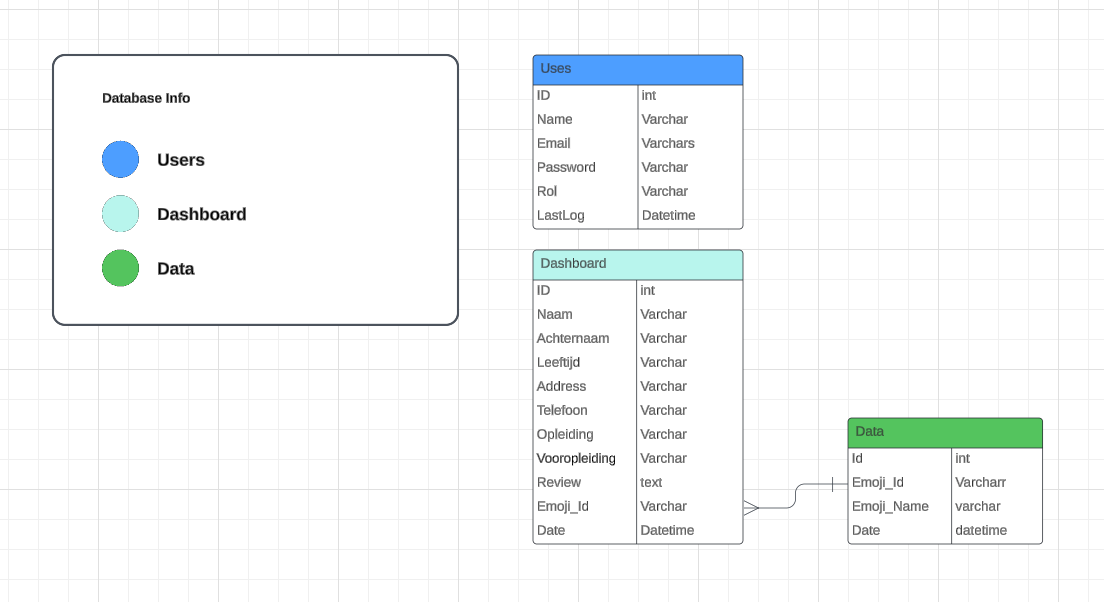 Database Info
Users
Dashboard
Data
Uses
ID int
Name Varchar
Email Varchars
Password Varchar
Rol Varchar
LastLog Datetime
Dashboard
ID int
Naam Varchar
Achternaam Varchar
Leeftijd Varchar
Address Varchar
Telefoon Varchar
Opleiding Varchar
Vooropleiding Varchar
Review text
Emoji_Id Varchar
Date Datetime
Data
Id int
Emoji_Id Varcharr
Emoji_Name varchar
Date datetime